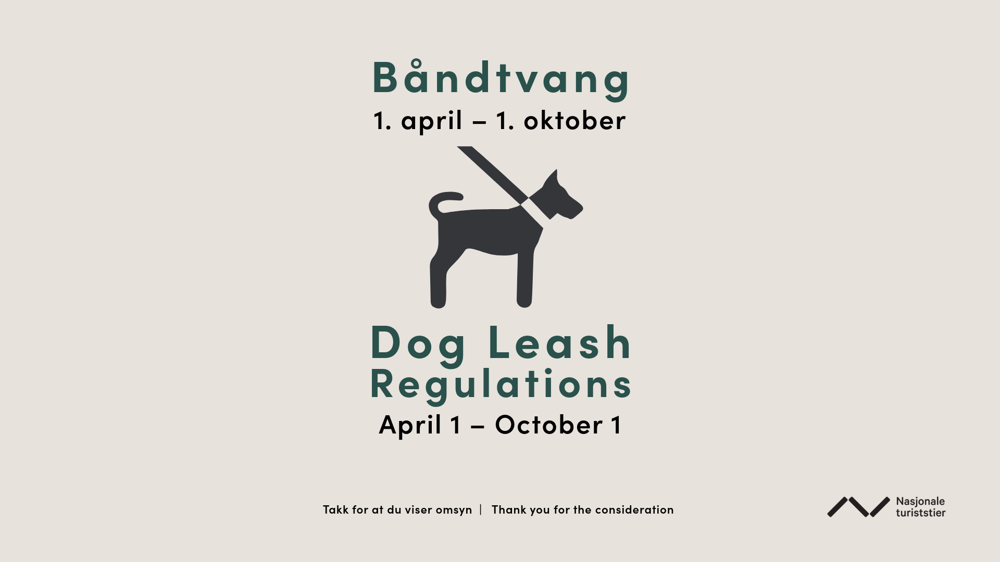 Båndtvang
1. april – 1. oktober
Dog Leash
Regulations
April 1 – October 1
Takk for at du viser omsyn | Thank you for the consideration
Nasjonale
turiststier